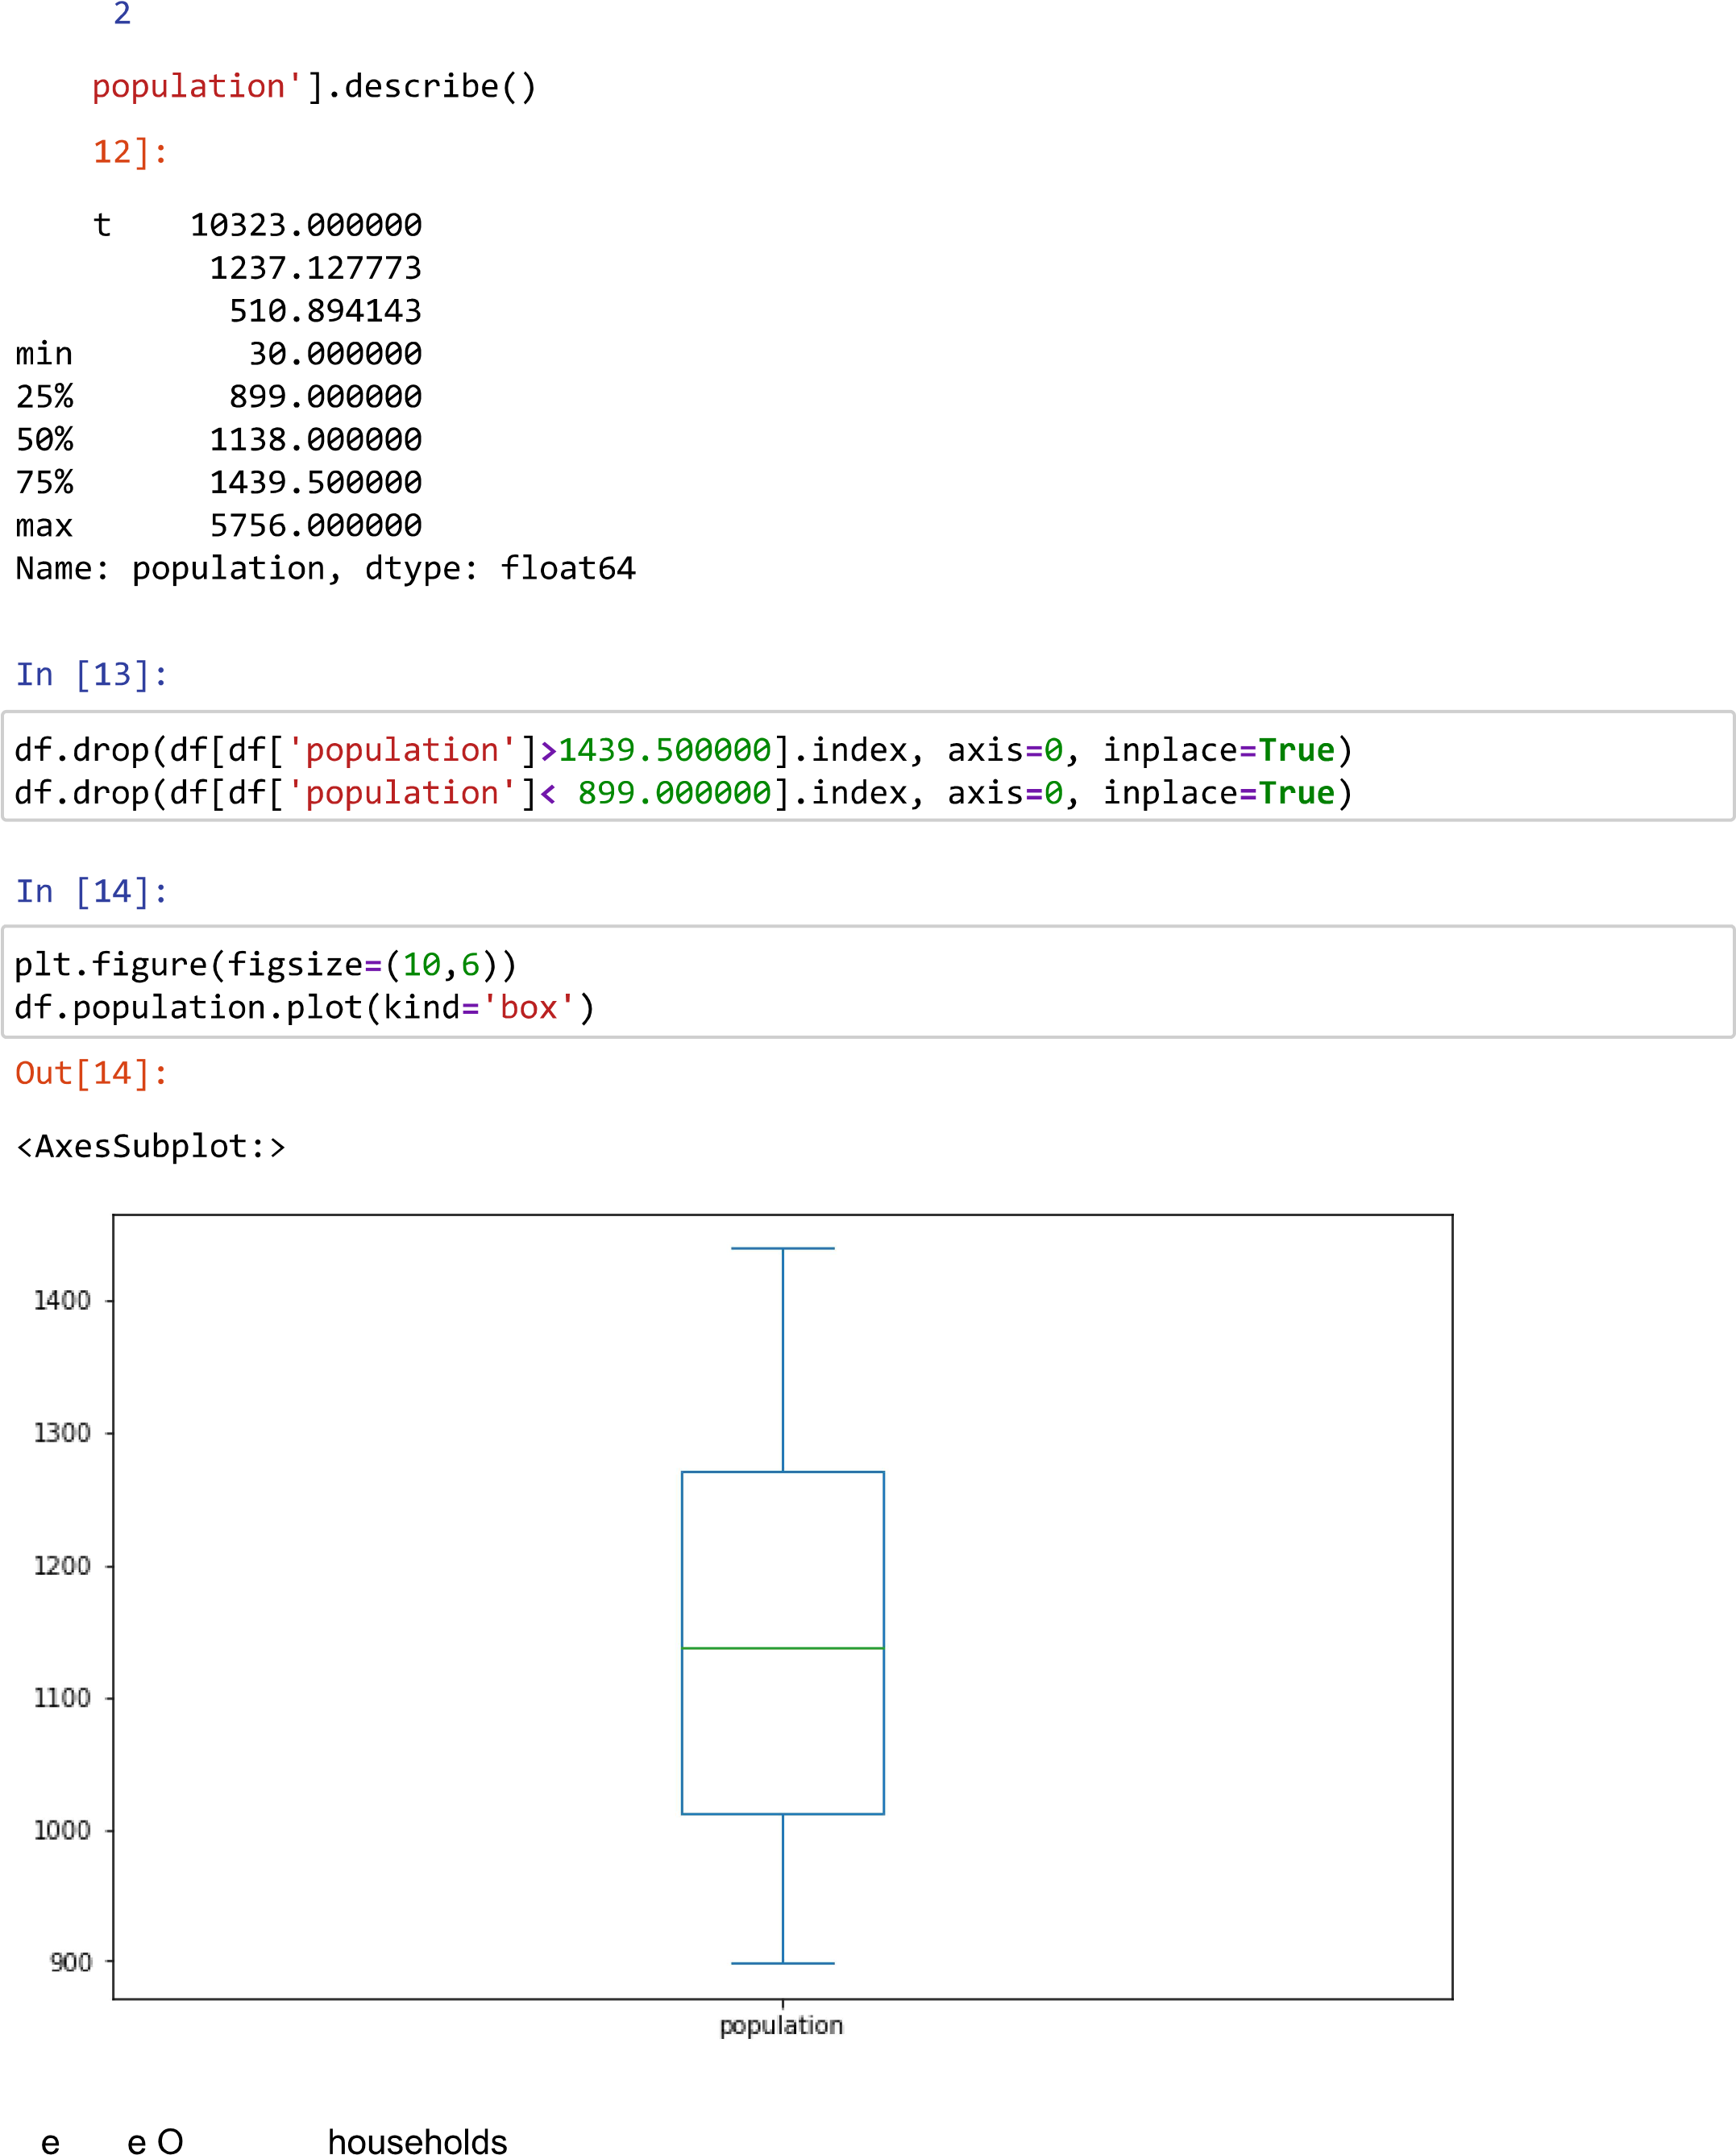 2
population'].describe()
12]:
t    10323.000000
1237.127773
510.894143
min         30.000000
25%        899.000000
50%       1138.000000
75%       1439.500000
max       5756.000000
Name: population, dtype: float64
In [13]:
df.drop(df[df['population']>1439.500000].index, axis=0, inplace=True)
df.drop(df[df['population']< 899.000000].index, axis=0, inplace=True)
In [14]:
plt.figure(figsize=(10,6))
df.population.plot(kind='box')
Out[14]:
<AxesSubplot:>
1400
1300
1200
1100
1000
900
population
e e O households